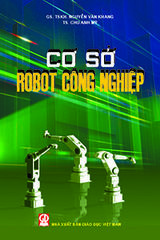 GS. TSKH. NGUYỄN VĂN KHANG
TS. CHU ANH MỲ
CƠ SỞ
ROBOT CÔNG NGHIỆP
NHÀ XUẤT BẢN GIÁO DỤC VIỆT NAM